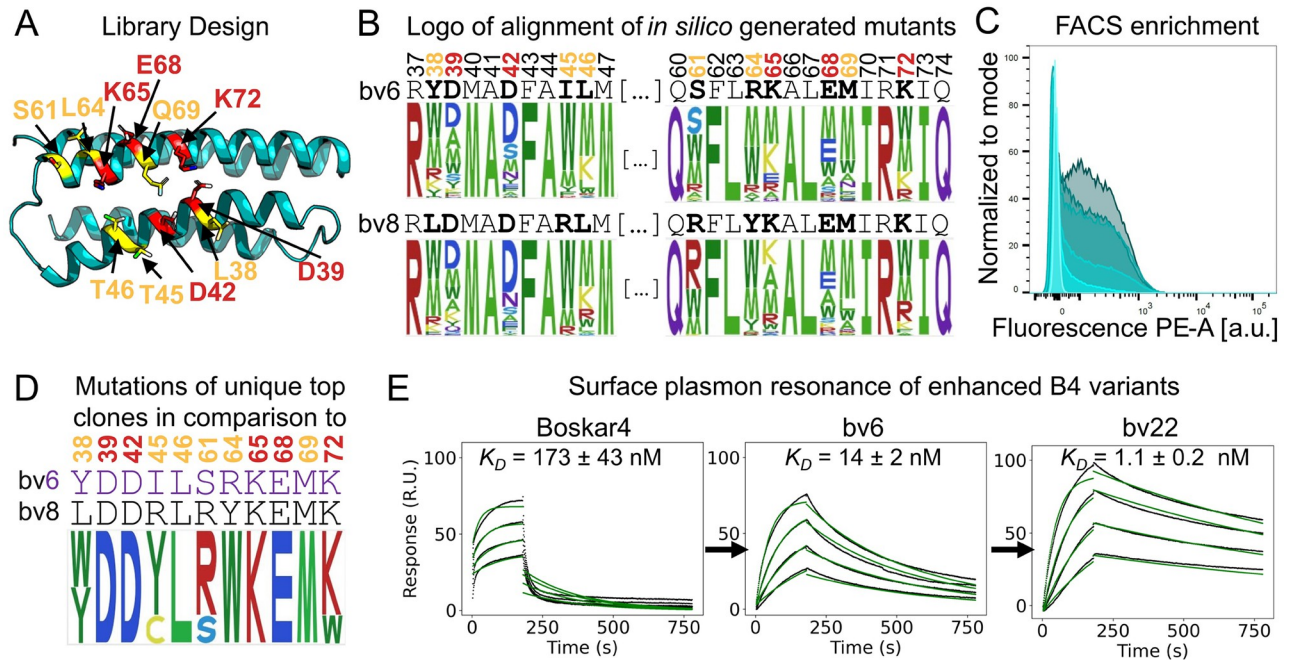 A Library Design
E68
K65
S61 L64 Q69 K72
T46 T45 D42 L38 D39
B Logo of alignment of in silico generated mutants
37 38 39 40 41 42 43 44 45 46 47 60 61 62 63 64 65 66 67 68 69 70 71 72 73 74
bv6 RYDMADFAILM [...] QSFLRKALEMIRKIQ
[...]
bv8 RLDMADFARLM [...] QRFLYKALEMIRKIQ
[...]
C FACS enrichment
Normalized to mode
100
80
60
40
20
0
0 10³ 10⁴ 10⁵
Fluorescence PE-A [a.u.]
D Mutations of unique top
clones in comparison to
38 39 42 45 46 61 64 65 68 69 72
bv6 YDDILSRKEMK
bv8 LDDRLRYKEMK
WDDYLRWKEMK
Y C S W
E Surface plasmon resonance of enhanced B4 variants
Boskar4
K_D = 173 ± 43 nM
Response (R.U.)
100
50
0
0 250 500 750
Time (s)
bv6
K_D = 14 ± 2 nM
100
50
0
0 250 500 750
Time (s)
bv22
K_D = 1.1 ± 0.2 nM
100
50
0
0 250 500 750
Time (s)